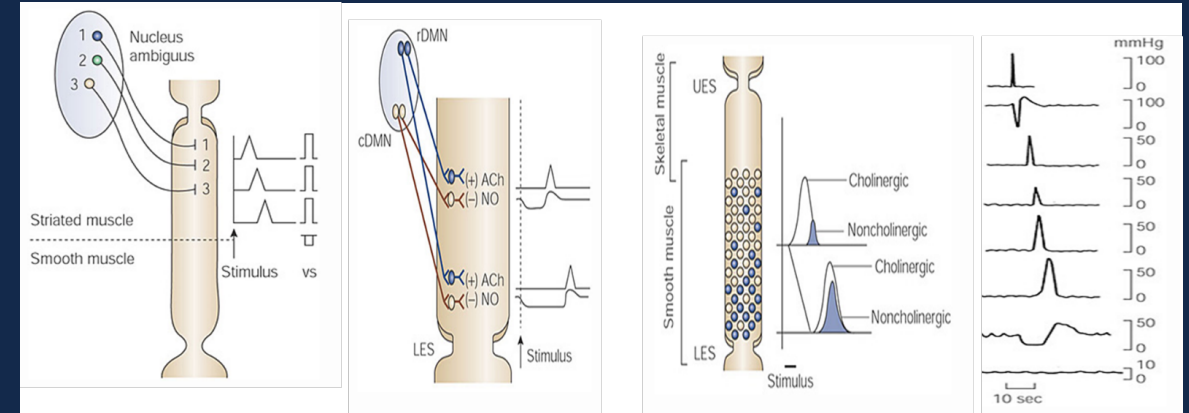 1
2
3
Nucleus
ambiguus
1
2
3
Striated muscle
Smooth muscle
Stimulus vs
rDMN
cDMN
(+) ACh
(–) NO
(+) ACh
(–) NO
LES
Stimulus
Skeletal muscle
Smooth muscle
UES
LES
Cholinergic
Noncholinergic
Cholinergic
Noncholinergic
Stimulus
mmHg
100
0
100
0
50
0
50
0
50
0
50
0
50
0
10
0
10 sec